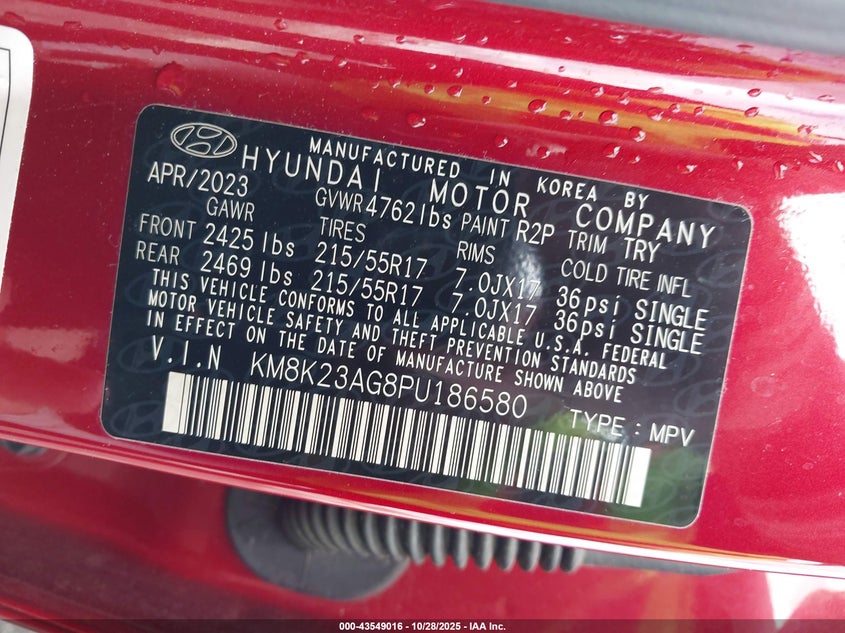 MANUFACTURED IN KOREA BY
HYUNDAI MOTOR COMPANY
APR/2023 GVWR 4762 lbs PAINT R2P TRIM TRY
GAWR TIRES RIMS COLD TIRE INFL
FRONT 2425 lbs 215/55R17 7.0JX17 36psi SINGLE
REAR 2469 lbs 215/55R17 7.0JX17 36psi SINGLE
THIS VEHICLE CONFORMS TO ALL APPLICABLE U.S.A. FEDERAL
MOTOR VEHICLE SAFETY AND THEFT PREVENTION STANDARDS
IN EFFECT ON THE DATE OF MANUFACTURE SHOWN ABOVE
V.I.N KM8K23AG8PU186580
TYPE : MPV
000-43549016 - 10/28/2025 - IAA Inc.